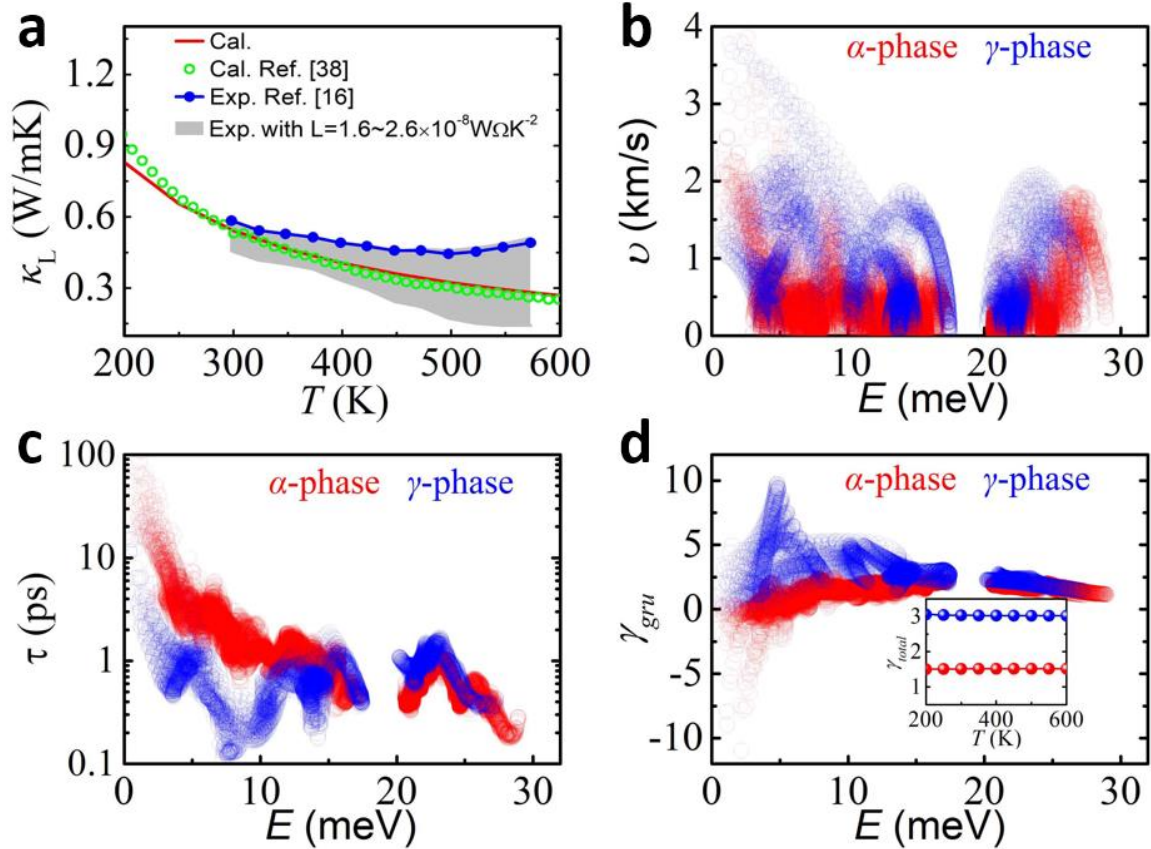 a
Cal.
Cal. Ref. [38]
Exp. Ref. [16]
Exp. with L=1.6~2.6×10⁻⁸WΩK⁻²
1.2
0.9
0.6
0.3
κL (W/mK)
200 300 400 500 600
T (K)
b
α-phase γ-phase
4
3
2
1
0
υ (km/s)
0 10 20 30
E (meV)
c
α-phase γ-phase
100
10
1
0.1
τ (ps)
0 10 20 30
E (meV)
d
α-phase γ-phase
10
5
0
-5
-10
γgru
3
2
1
γtotal
200 400 600
T (K)
0 10 20 30
E (meV)